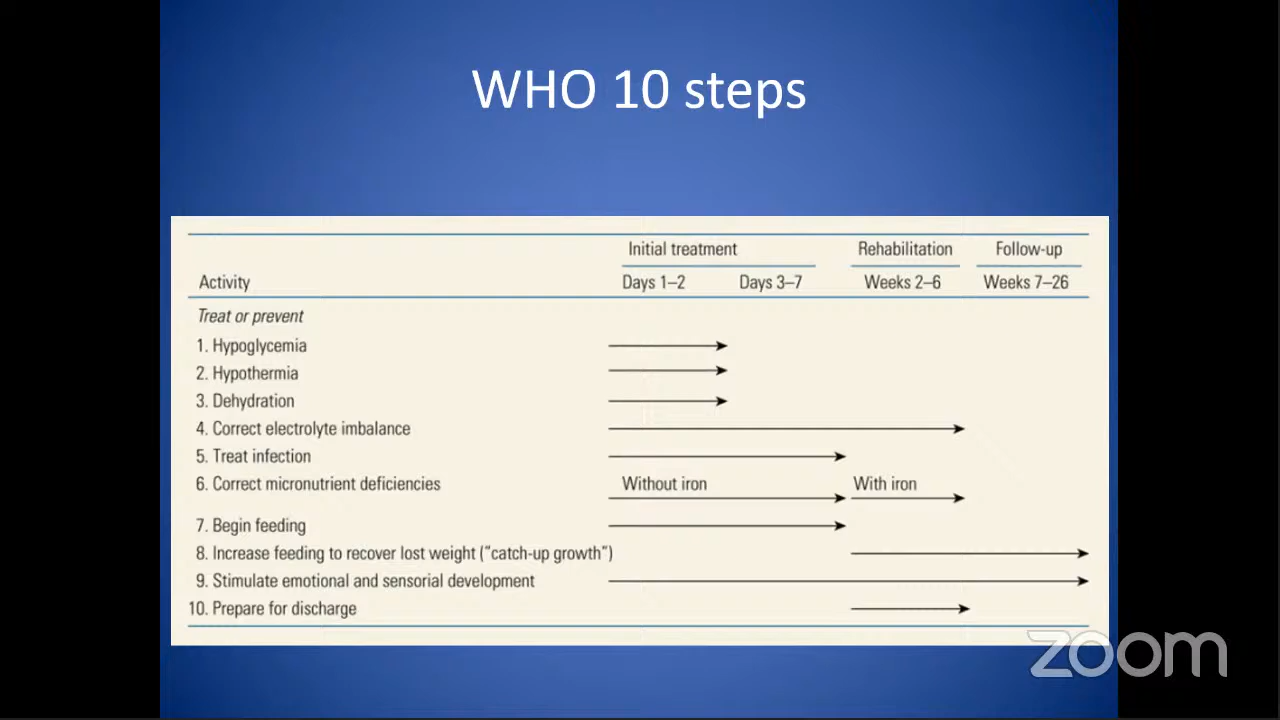 WHO 10 steps
Initial treatment Rehabilitation Follow-up
Activity Days 1–2 Days 3–7 Weeks 2–6 Weeks 7–26
Treat or prevent
1. Hypoglycemia
2. Hypothermia
3. Dehydration
4. Correct electrolyte imbalance
5. Treat infection
6. Correct micronutrient deficiencies Without iron With iron
7. Begin feeding
8. Increase feeding to recover lost weight (“catch-up growth”)
9. Stimulate emotional and sensorial development
10. Prepare for discharge
zoom